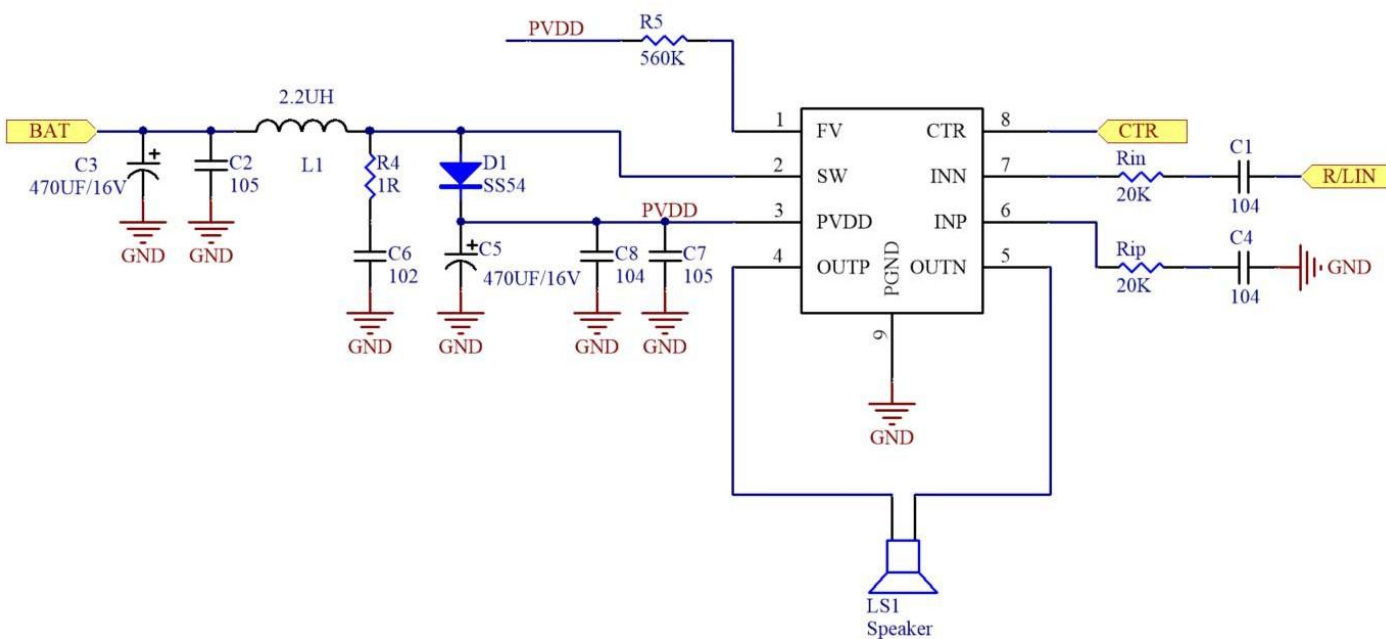 PVDD
R5
560K
2.2UH
BAT
L1
C3
470UF/16V
C2
105
GND
GND
R4
1R
D1
SS54
C6
102
GND
PVDD
C5
470UF/16V
GND
C8
104
GND
C7
105
GND
1
FV
2
SW
3
PVDD
4
OUTP
CTR
8
INN
7
INP
6
OUTN
5
PGND
9
GND
CTR
Rin
20K
C1
104
R/LIN
Rip
20K
C4
104
GND
LS1
Speaker